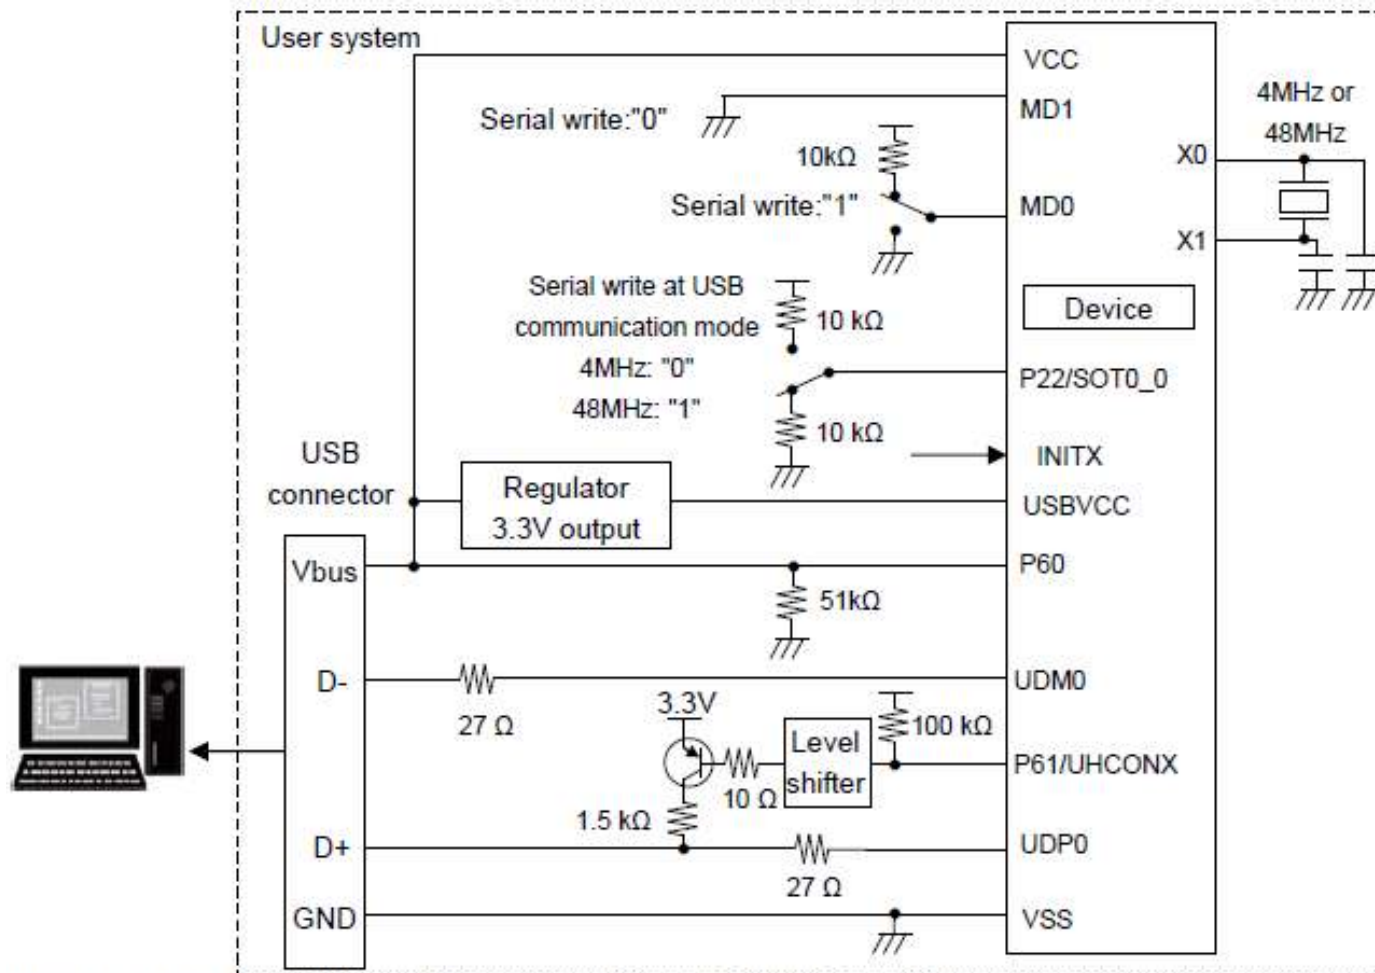 User system
VCC
MD1
Serial write:"0"
4MHz or
48MHz
10kΩ
X0
Serial write:"1"
MD0
X1
Serial write at USB
communication mode
4MHz: "0"
48MHz: "1"
10 kΩ
Device
P22/SOT0_0
10 kΩ
USB
connector
INITX
Regulator
3.3V output
USBVCC
Vbus
P60
51kΩ
D-
UDM0
27 Ω
3.3V
Level
shifter
100 kΩ
P61/UHCONX
10 Ω
1.5 kΩ
D+
UDP0
27 Ω
GND
VSS